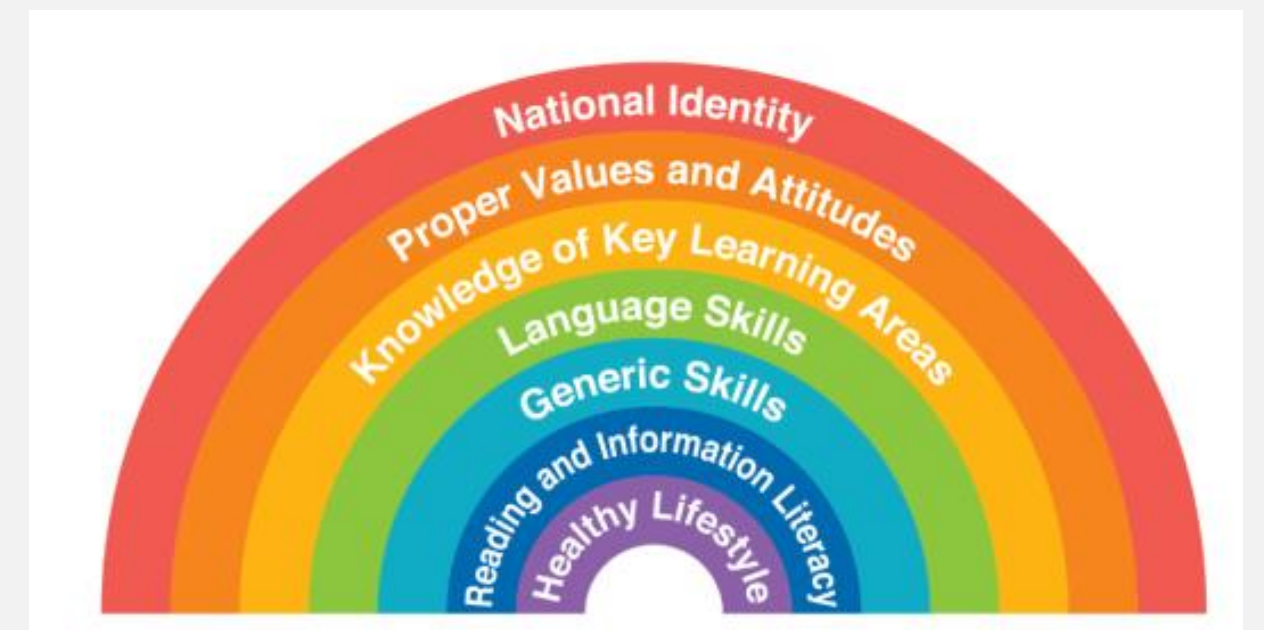 National Identity
Proper Values and Attitudes
Knowledge of Key Learning Areas
Language Skills
Generic Skills
Reading and Information Literacy
Healthy Lifestyle